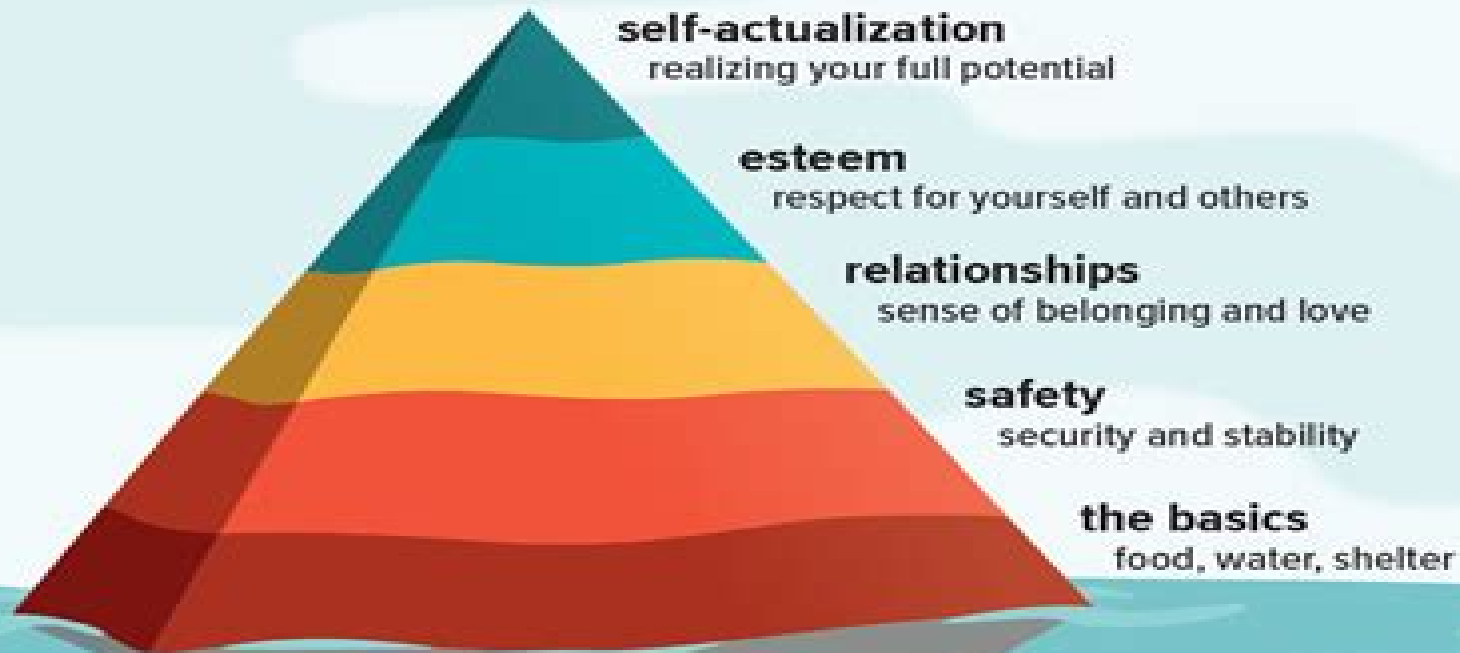 self-actualization
realizing your full potential
esteem
respect for yourself and others
relationships
sense of belonging and love
safety
security and stability
the basics
food, water, shelter